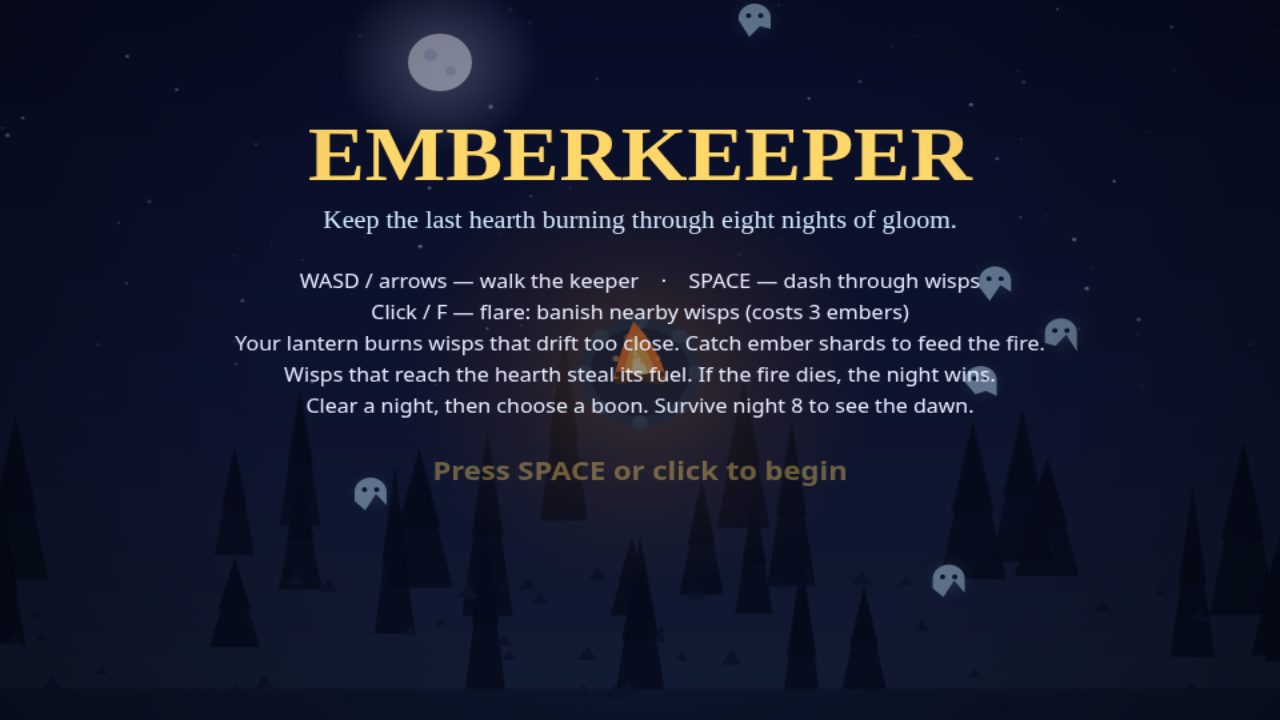 EMBERKEEPER
Keep the last hearth burning through eight nights of gloom.
WASD / arrows — walk the keeper · SPACE — dash through wisps
Click / F — flare: banish nearby wisps (costs 3 embers)
Your lantern burns wisps that drift too close. Catch ember shards to feed the fire.
Wisps that reach the hearth steal its fuel. If the fire dies, the night wins.
Clear a night, then choose a boon. Survive night 8 to see the dawn.
Press SPACE or click to begin